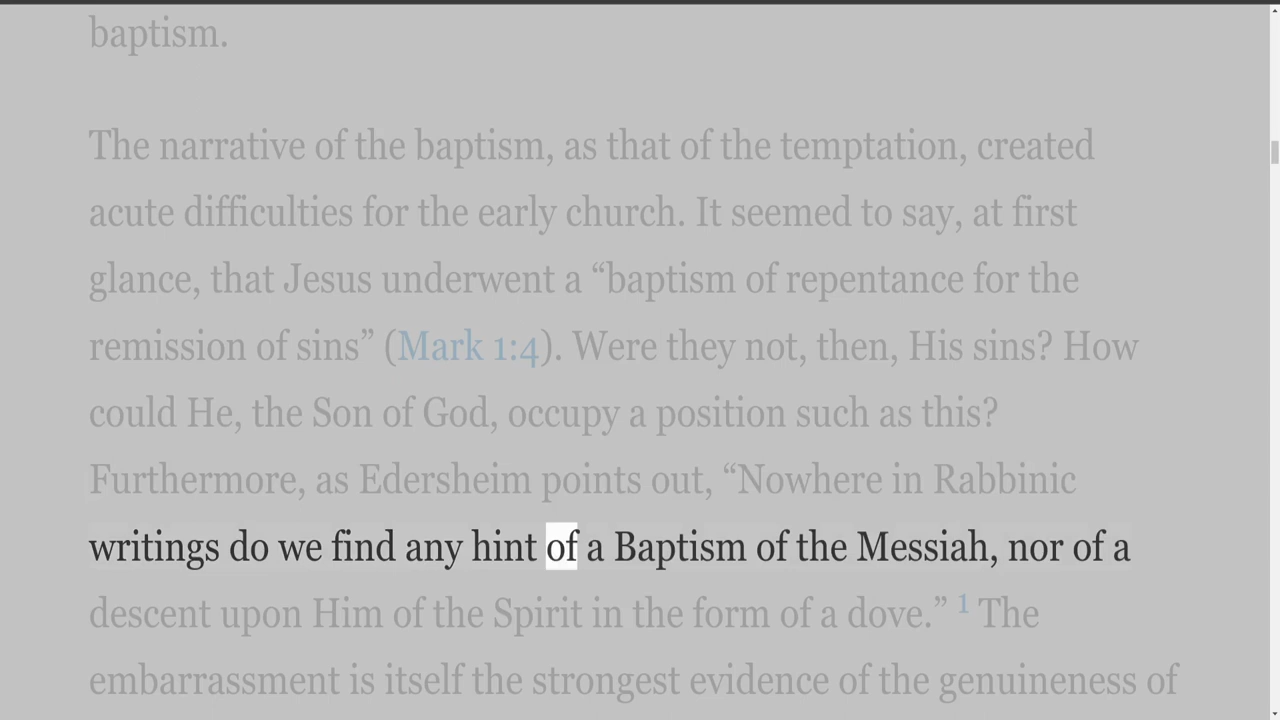 baptism.
The narrative of the baptism, as that of the temptation, created
acute difficulties for the early church. It seemed to say, at first
glance, that Jesus underwent a “baptism of repentance for the
remission of sins” (Mark 1:4). Were they not, then, His sins? How
could He, the Son of God, occupy a position such as this?
Furthermore, as Edersheim points out, “Nowhere in Rabbinic
writings do we find any hint of a Baptism of the Messiah, nor of a
descent upon Him of the Spirit in the form of a dove.” 1 The
embarrassment is itself the strongest evidence of the genuineness of